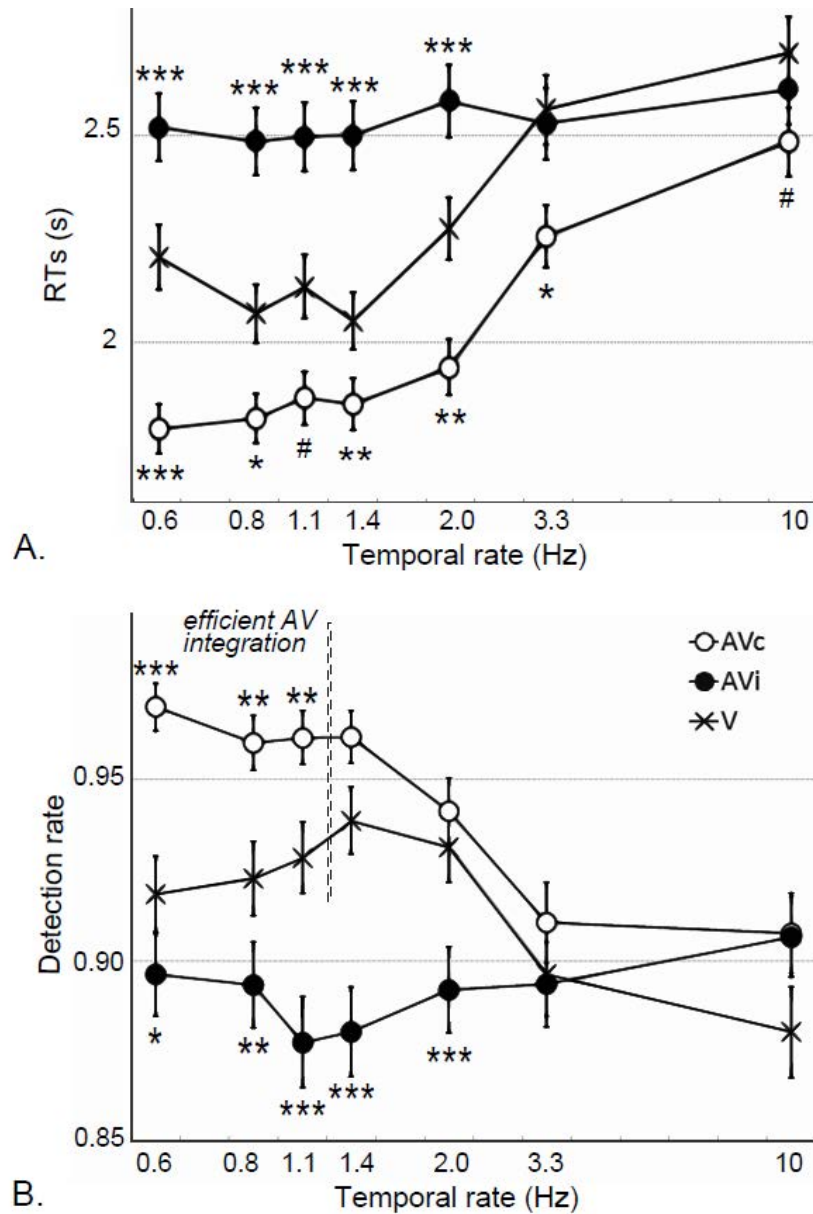 *** *** *** *** ***
2.5
RTs (s)
2
*** * # ** ** * #
0.6 0.8 1.1 1.4 2.0 3.3 10
Temporal rate (Hz)
A.
efficient AV
integration
*** ** **
AVc
AVi
V
0.95
Detection rate
0.90
* ** *** *** ***
0.85
0.6 0.8 1.1 1.4 2.0 3.3 10
Temporal rate (Hz)
B.